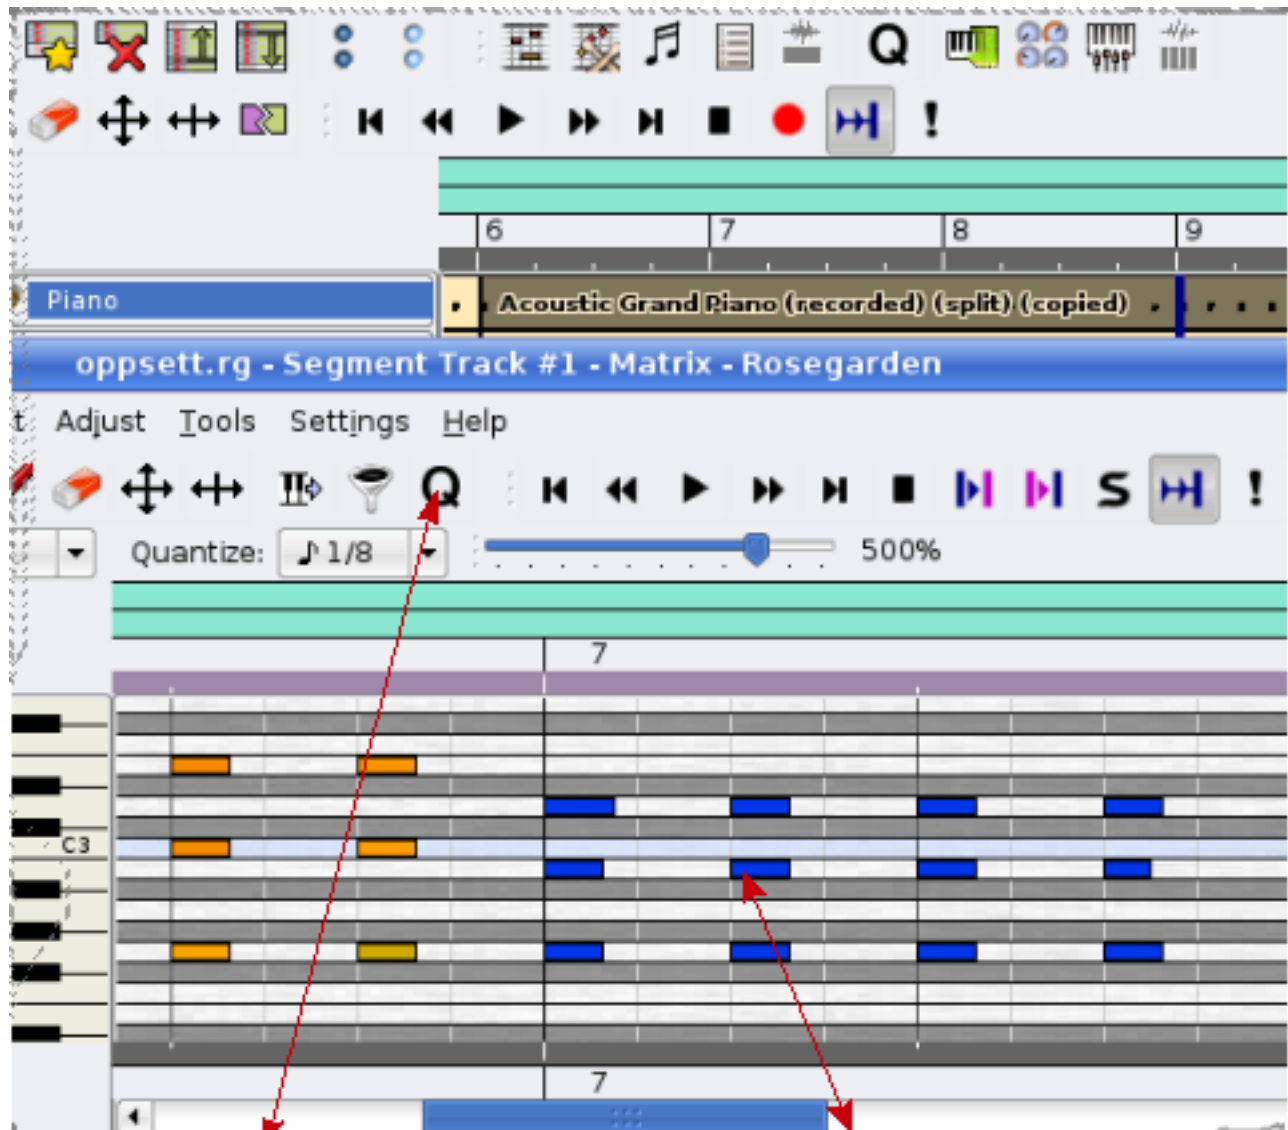 Q
!
6 7 8 9
Piano
Acoustic Grand Piano (recorded) (split) (copied)
oppsett.rg - Segment Track #1 - Matrix - Rosegarden
t Adjust Tools Settings Help
Q S !
Quantize: 1/8 500%
7
C3
7